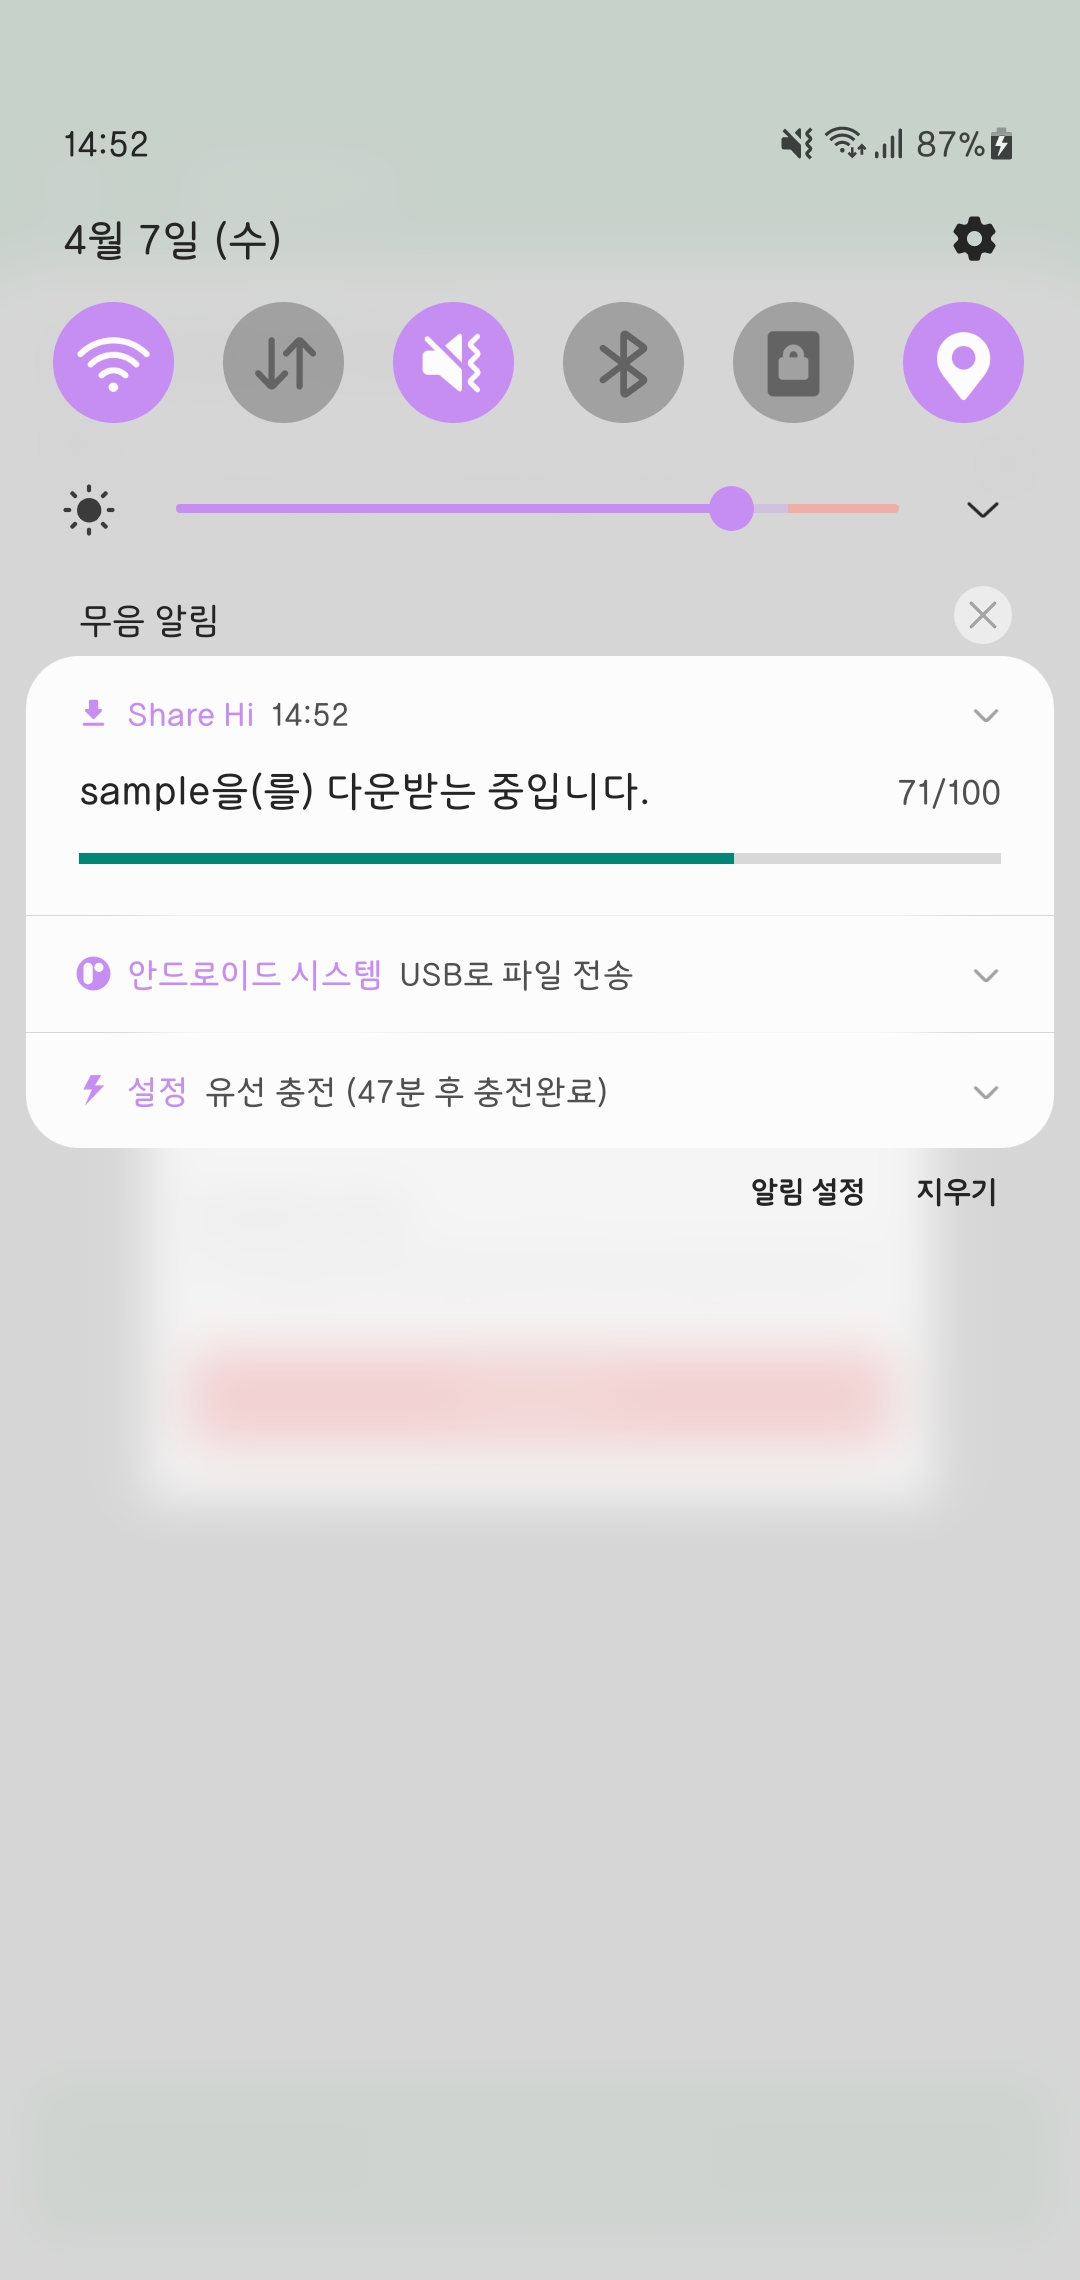 14:52 87%
4월 7일 (수)
무음 알림
Share Hi 14:52
sample을(를) 다운받는 중입니다. 71/100
안드로이드 시스템 USB로 파일 전송
설정 유선 충전 (47분 후 충전완료)
알림 설정 지우기